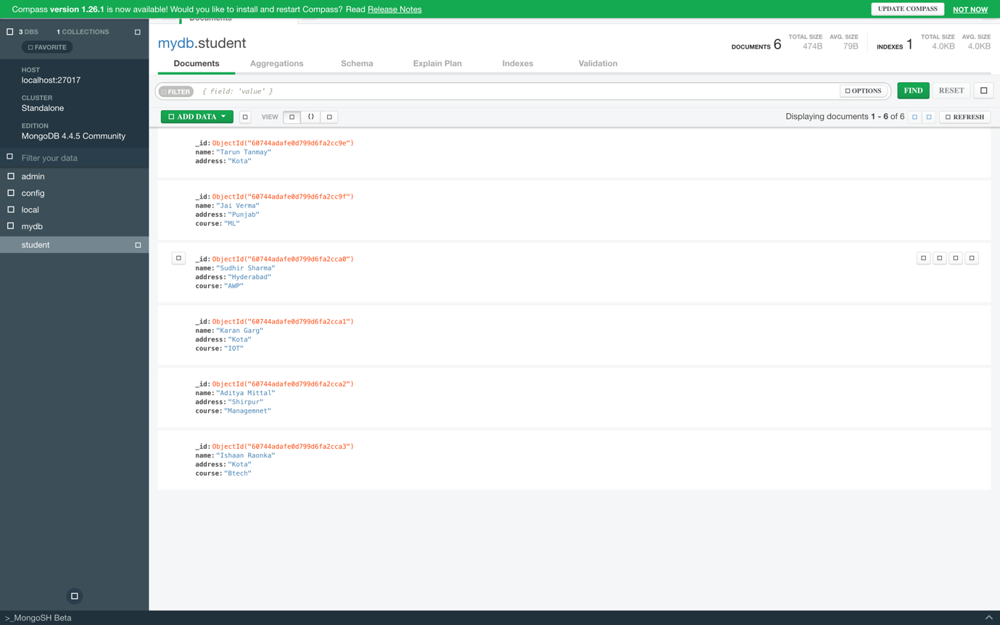 Compass version 1.26.1 is now available! Would you like to install and restart Compass? Read Release Notes
UPDATE COMPASS
NOT NOW
3 DBS
1 COLLECTIONS
FAVORITE
HOST
localhost:27017
CLUSTER
Standalone
EDITION
MongoDB 4.4.5 Community
Filter your data
admin
config
local
mydb
student
>_MongoSH Beta
Documents
mydb.student
DOCUMENTS 6
TOTAL SIZE
474B
AVG. SIZE
79B
INDEXES 1
TOTAL SIZE
4.0KB
AVG. SIZE
4.0KB
Documents
Aggregations
Schema
Explain Plan
Indexes
Validation
FILTER
{ field: 'value' }
OPTIONS
FIND
RESET
ADD DATA
VIEW
{}
Displaying documents 1 - 6 of 6
REFRESH
_id: ObjectId("60744adafe0d799d6fa2cc9e")
name: "Tarun Tanmay"
address: "Kota"
_id: ObjectId("60744adafe0d799d6fa2cc9f")
name: "Jai Verma"
address: "Punjab"
course: "ML"
_id: ObjectId("60744adafe0d799d6fa2cca0")
name: "Sudhir Sharma"
address: "Hyderabad"
course: "AWP"
_id: ObjectId("60744adafe0d799d6fa2cca1")
name: "Karan Garg"
address: "Kota"
course: "IOT"
_id: ObjectId("60744adafe0d799d6fa2cca2")
name: "Aditya Mittal"
address: "Shirpur"
course: "Managemnet"
_id: ObjectId("60744adafe0d799d6fa2cca3")
name: "Ishaan Raonka"
address: "Kota"
course: "Btech"